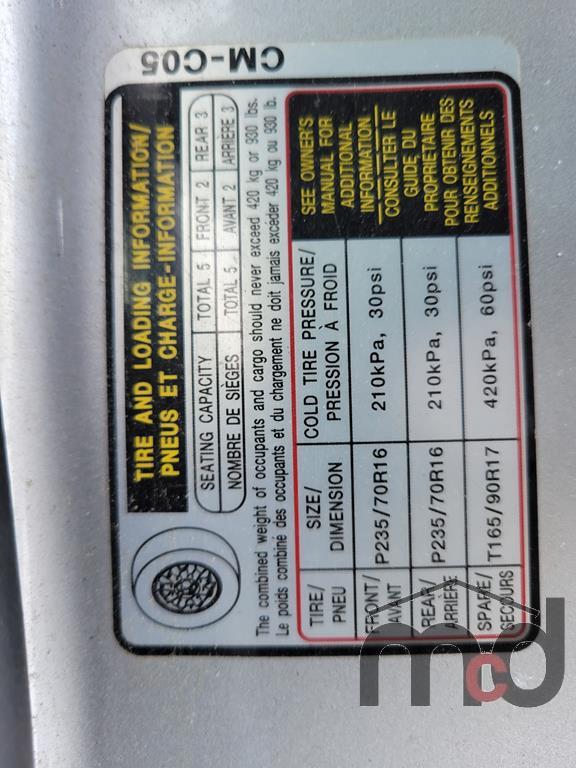 CM-C05
TIRE AND LOADING INFORMATION/
PNEUS ET CHARGE-INFORMATION
SEATING CAPACITY TOTAL 5 FRONT 2 REAR 3
NOMBRE DE SIÈGES TOTAL 5 AVANT 2 ARRIÈRE 3
The combined weight of occupants and cargo should never exceed 420 kg or 930 lbs.
Le poids combiné des occupants et du chargement ne doit jamais excéder 420 kg ou 930 lb.
TIRE/
PNEU
SIZE/
DIMENSION
COLD TIRE PRESSURE/
PRESSION À FROID
SEE OWNER'S
MANUAL FOR
ADDITIONAL
INFORMATION
CONSULTER LE
GUIDE DU
PROPRIETAIRE
POUR OBTENIR DES
RENSEIGNEMENTS
ADDITIONNELS
FRONT/
AVANT
P235/70R16 210kPa, 30psi
REAR/
ARRIÈRE
P235/70R16 210kPa, 30psi
SPARE/
SECOURS
T165/90R17 420kPa, 60psi
mcd